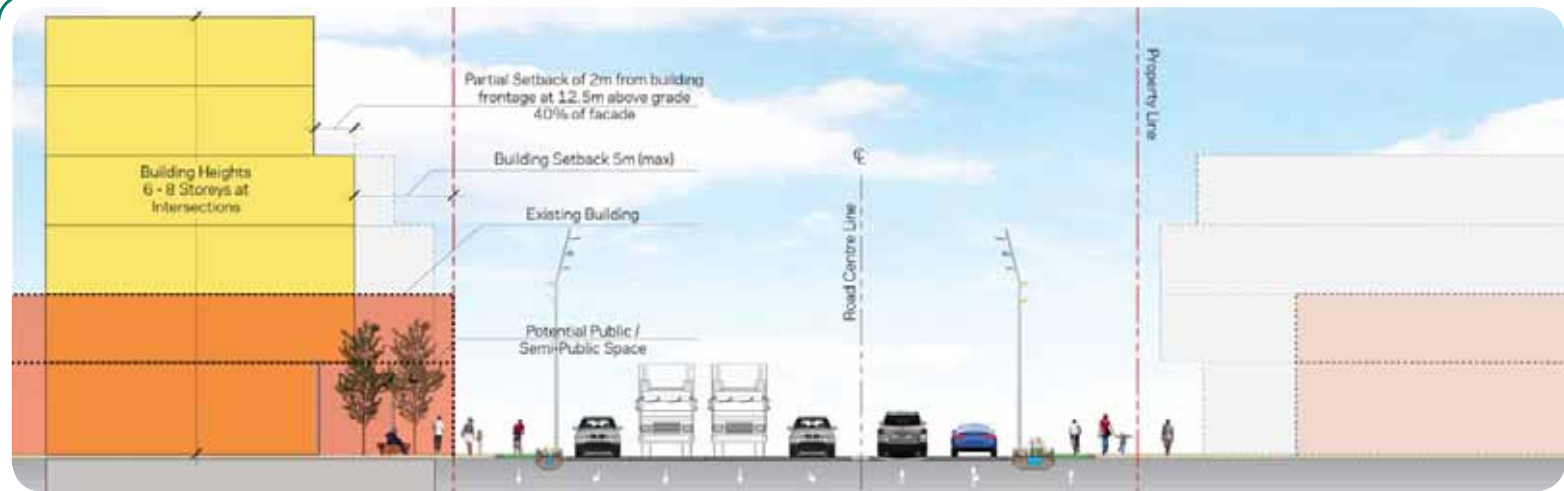 Partial Setback of 2m from building
frontage at 12.5m above grade
40% of facade
Building Setback 5m (max)
Building Heights
6 - 8 Storeys at
Intersections
Existing Building
Potential Public /
Semi-Public Space
℄
Road Centre Line
Property Line